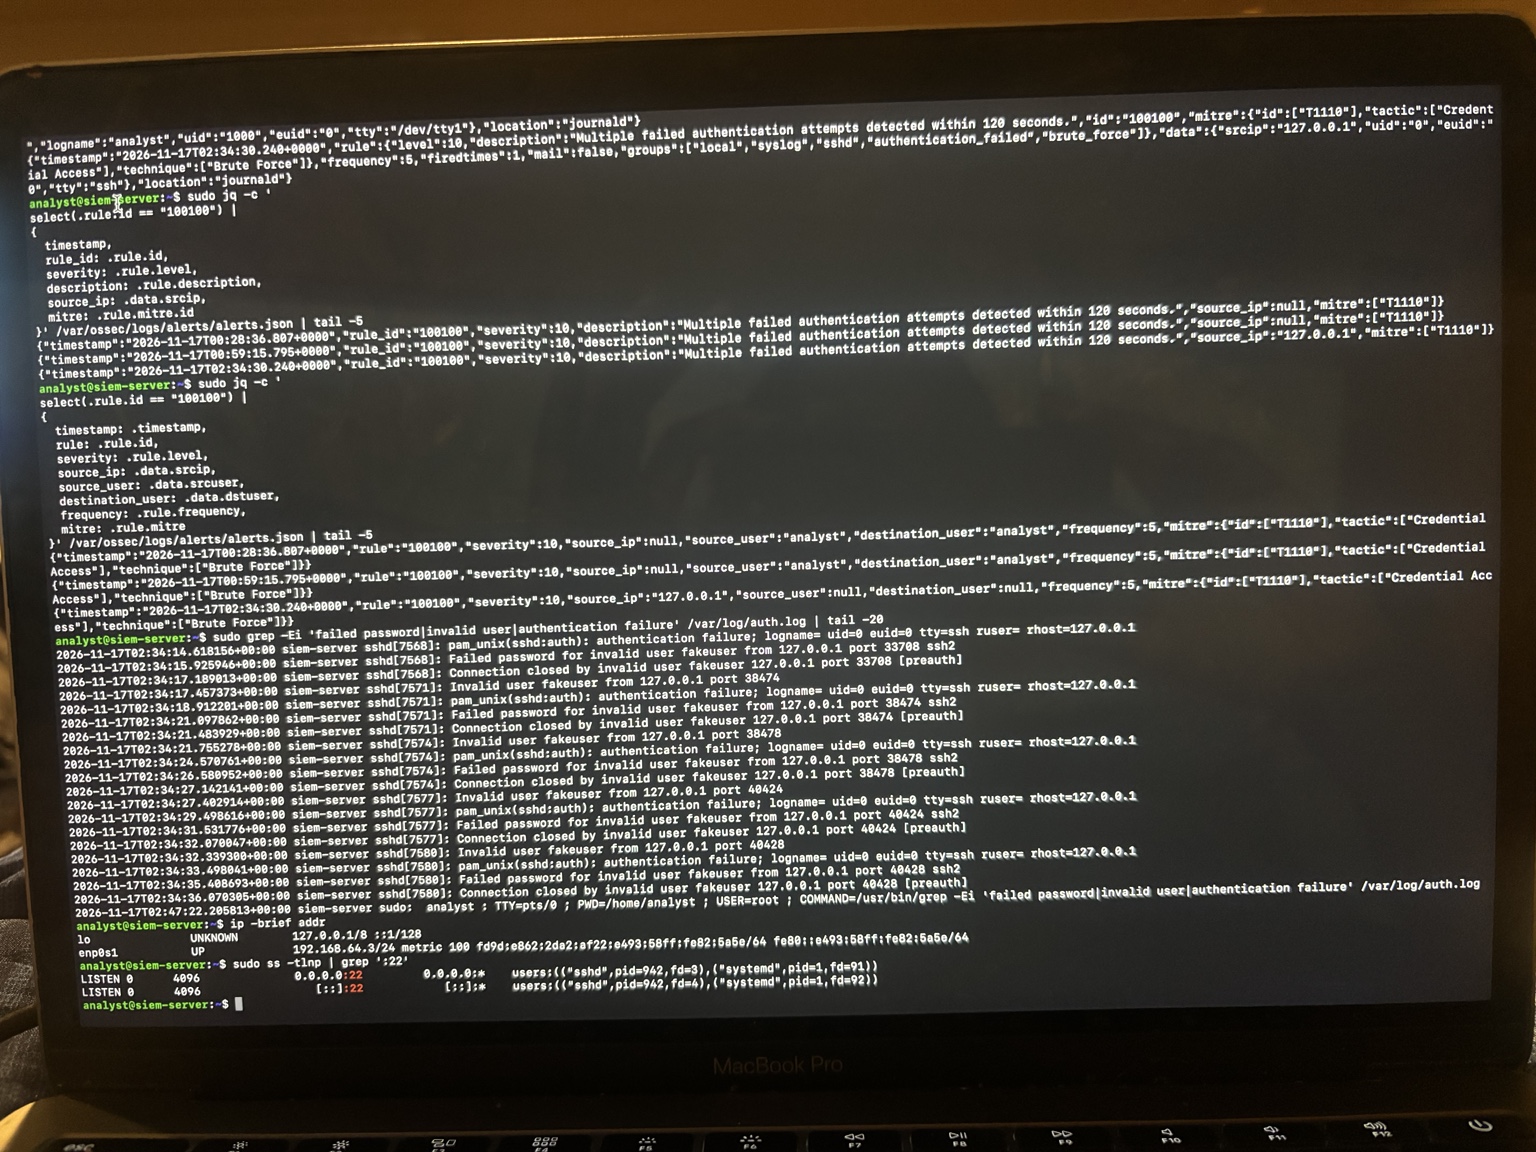 ","logname":"analyst","uid":"1000","euid":"0","tty":"/dev/tty1"},"location":"journald"}
{"timestamp":"2026-11-17T02:34:30.240+0000","rule":{"level":10,"description":"Multiple failed authentication attempts detected within 120 seconds.","id":"100100","mitre":{"id":["T1110"],"tactic":["Credent
ial Access"],"technique":["Brute Force"]},"frequency":5,"firedtimes":1,"mail":false,"groups":["local","syslog","sshd","authentication_failed","brute_force"]},"data":{"srcip":"127.0.0.1","uid":"0","euid":"
0","tty":"ssh"},"location":"journald"}
analyst@siem-server:~$ sudo jq -c '
select(.rule.id == "100100") |
{
timestamp,
rule_id: .rule.id,
severity: .rule.level,
description: .rule.description,
source_ip: .data.srcip,
mitre: .rule.mitre.id
}' /var/ossec/logs/alerts/alerts.json | tail -5
{"timestamp":"2026-11-17T00:28:36.807+0000","rule_id":"100100","severity":10,"description":"Multiple failed authentication attempts detected within 120 seconds.","source_ip":null,"mitre":["T1110"]}
{"timestamp":"2026-11-17T00:59:15.795+0000","rule_id":"100100","severity":10,"description":"Multiple failed authentication attempts detected within 120 seconds.","source_ip":null,"mitre":["T1110"]}
{"timestamp":"2026-11-17T02:34:30.240+0000","rule_id":"100100","severity":10,"description":"Multiple failed authentication attempts detected within 120 seconds.","source_ip":"127.0.0.1","mitre":["T1110"]}
analyst@siem-server:~$ sudo jq -c '
select(.rule.id == "100100") |
{
timestamp: .timestamp,
rule: .rule.id,
severity: .rule.level,
source_ip: .data.srcip,
source_user: .data.srcuser,
destination_user: .data.dstuser,
frequency: .rule.frequency,
mitre: .rule.mitre
}' /var/ossec/logs/alerts/alerts.json | tail -5
{"timestamp":"2026-11-17T00:28:36.807+0000","rule":"100100","severity":10,"source_ip":null,"source_user":"analyst","destination_user":"analyst","frequency":5,"mitre":{"id":["T1110"],"tactic":["Credential
Access"],"technique":["Brute Force"]}}
{"timestamp":"2026-11-17T00:59:15.795+0000","rule":"100100","severity":10,"source_ip":null,"source_user":"analyst","destination_user":"analyst","frequency":5,"mitre":{"id":["T1110"],"tactic":["Credential
Access"],"technique":["Brute Force"]}}
{"timestamp":"2026-11-17T02:34:30.240+0000","rule":"100100","severity":10,"source_ip":"127.0.0.1","source_user":null,"destination_user":null,"frequency":5,"mitre":{"id":["T1110"],"tactic":["Credential Acc
ess"],"technique":["Brute Force"]}}
analyst@siem-server:~$ sudo grep -Ei 'failed password|invalid user|authentication failure' /var/log/auth.log | tail -20
2026-11-17T02:34:14.618156+00:00 siem-server sshd[7568]: pam_unix(sshd:auth): authentication failure; logname= uid=0 euid=0 tty=ssh ruser= rhost=127.0.0.1
2026-11-17T02:34:15.925946+00:00 siem-server sshd[7568]: Failed password for invalid user fakeuser from 127.0.0.1 port 33708 ssh2
2026-11-17T02:34:17.189013+00:00 siem-server sshd[7568]: Connection closed by invalid user fakeuser 127.0.0.1 port 33708 [preauth]
2026-11-17T02:34:17.457373+00:00 siem-server sshd[7571]: Invalid user fakeuser from 127.0.0.1 port 38474
2026-11-17T02:34:18.912201+00:00 siem-server sshd[7571]: pam_unix(sshd:auth): authentication failure; logname= uid=0 euid=0 tty=ssh ruser= rhost=127.0.0.1
2026-11-17T02:34:21.097862+00:00 siem-server sshd[7571]: Failed password for invalid user fakeuser from 127.0.0.1 port 38474 ssh2
2026-11-17T02:34:21.483929+00:00 siem-server sshd[7571]: Connection closed by invalid user fakeuser 127.0.0.1 port 38474 [preauth]
2026-11-17T02:34:21.755278+00:00 siem-server sshd[7574]: Invalid user fakeuser from 127.0.0.1 port 38478
2026-11-17T02:34:24.570761+00:00 siem-server sshd[7574]: pam_unix(sshd:auth): authentication failure; logname= uid=0 euid=0 tty=ssh ruser= rhost=127.0.0.1
2026-11-17T02:34:26.580952+00:00 siem-server sshd[7574]: Failed password for invalid user fakeuser from 127.0.0.1 port 38478 ssh2
2026-11-17T02:34:27.142141+00:00 siem-server sshd[7574]: Connection closed by invalid user fakeuser 127.0.0.1 port 38478 [preauth]
2026-11-17T02:34:27.402914+00:00 siem-server sshd[7577]: Invalid user fakeuser from 127.0.0.1 port 40424
2026-11-17T02:34:29.498616+00:00 siem-server sshd[7577]: pam_unix(sshd:auth): authentication failure; logname= uid=0 euid=0 tty=ssh ruser= rhost=127.0.0.1
2026-11-17T02:34:31.531776+00:00 siem-server sshd[7577]: Failed password for invalid user fakeuser from 127.0.0.1 port 40424 ssh2
2026-11-17T02:34:32.070047+00:00 siem-server sshd[7577]: Connection closed by invalid user fakeuser 127.0.0.1 port 40424 [preauth]
2026-11-17T02:34:32.339300+00:00 siem-server sshd[7580]: Invalid user fakeuser from 127.0.0.1 port 40428
2026-11-17T02:34:33.498041+00:00 siem-server sshd[7580]: pam_unix(sshd:auth): authentication failure; logname= uid=0 euid=0 tty=ssh ruser= rhost=127.0.0.1
2026-11-17T02:34:35.408693+00:00 siem-server sshd[7580]: Failed password for invalid user fakeuser from 127.0.0.1 port 40428 ssh2
2026-11-17T02:34:36.070305+00:00 siem-server sshd[7580]: Connection closed by invalid user fakeuser 127.0.0.1 port 40428 [preauth]
2026-11-17T02:47:22.205813+00:00 siem-server sudo: analyst : TTY=pts/0 ; PWD=/home/analyst ; USER=root ; COMMAND=/usr/bin/grep -Ei 'failed password|invalid user|authentication failure' /var/log/auth.log
analyst@siem-server:~$ ip -brief addr
lo UNKNOWN 127.0.0.1/8 ::1/128
enp0s1 UP 192.168.64.3/24 metric 100 fd9d:e862:2da2:af22:e493:58ff:fe82:5a5e/64 fe80::e493:58ff:fe82:5a5e/64
analyst@siem-server:~$ sudo ss -tlnp | grep ':22'
LISTEN 0 4096 0.0.0.0:22 0.0.0.0:* users:(("sshd",pid=942,fd=3),("systemd",pid=1,fd=91))
LISTEN 0 4096 [::]:22 [::]:* users:(("sshd",pid=942,fd=4),("systemd",pid=1,fd=92))
analyst@siem-server:~$
MacBook Pro
esc F4 F5 F6 F7 F8 F9 F10 F11 F12